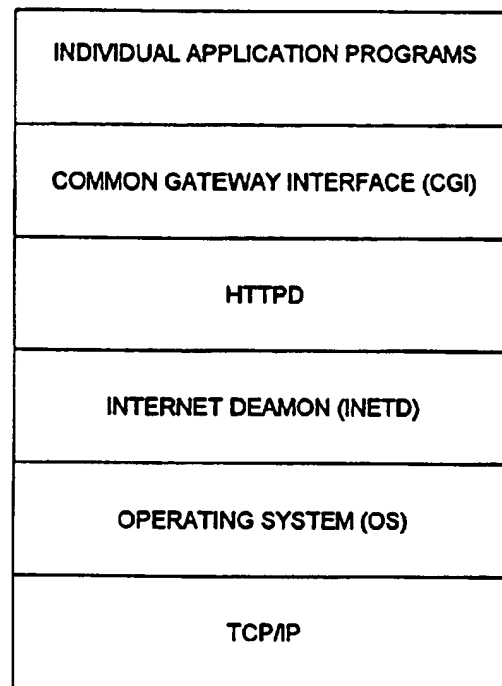 INDIVIDUAL APPLICATION PROGRAMS
COMMON GATEWAY INTERFACE (CGI)
HTTPD
INTERNET DEAMON (INETD)
OPERATING SYSTEM (OS)
TCP/IP